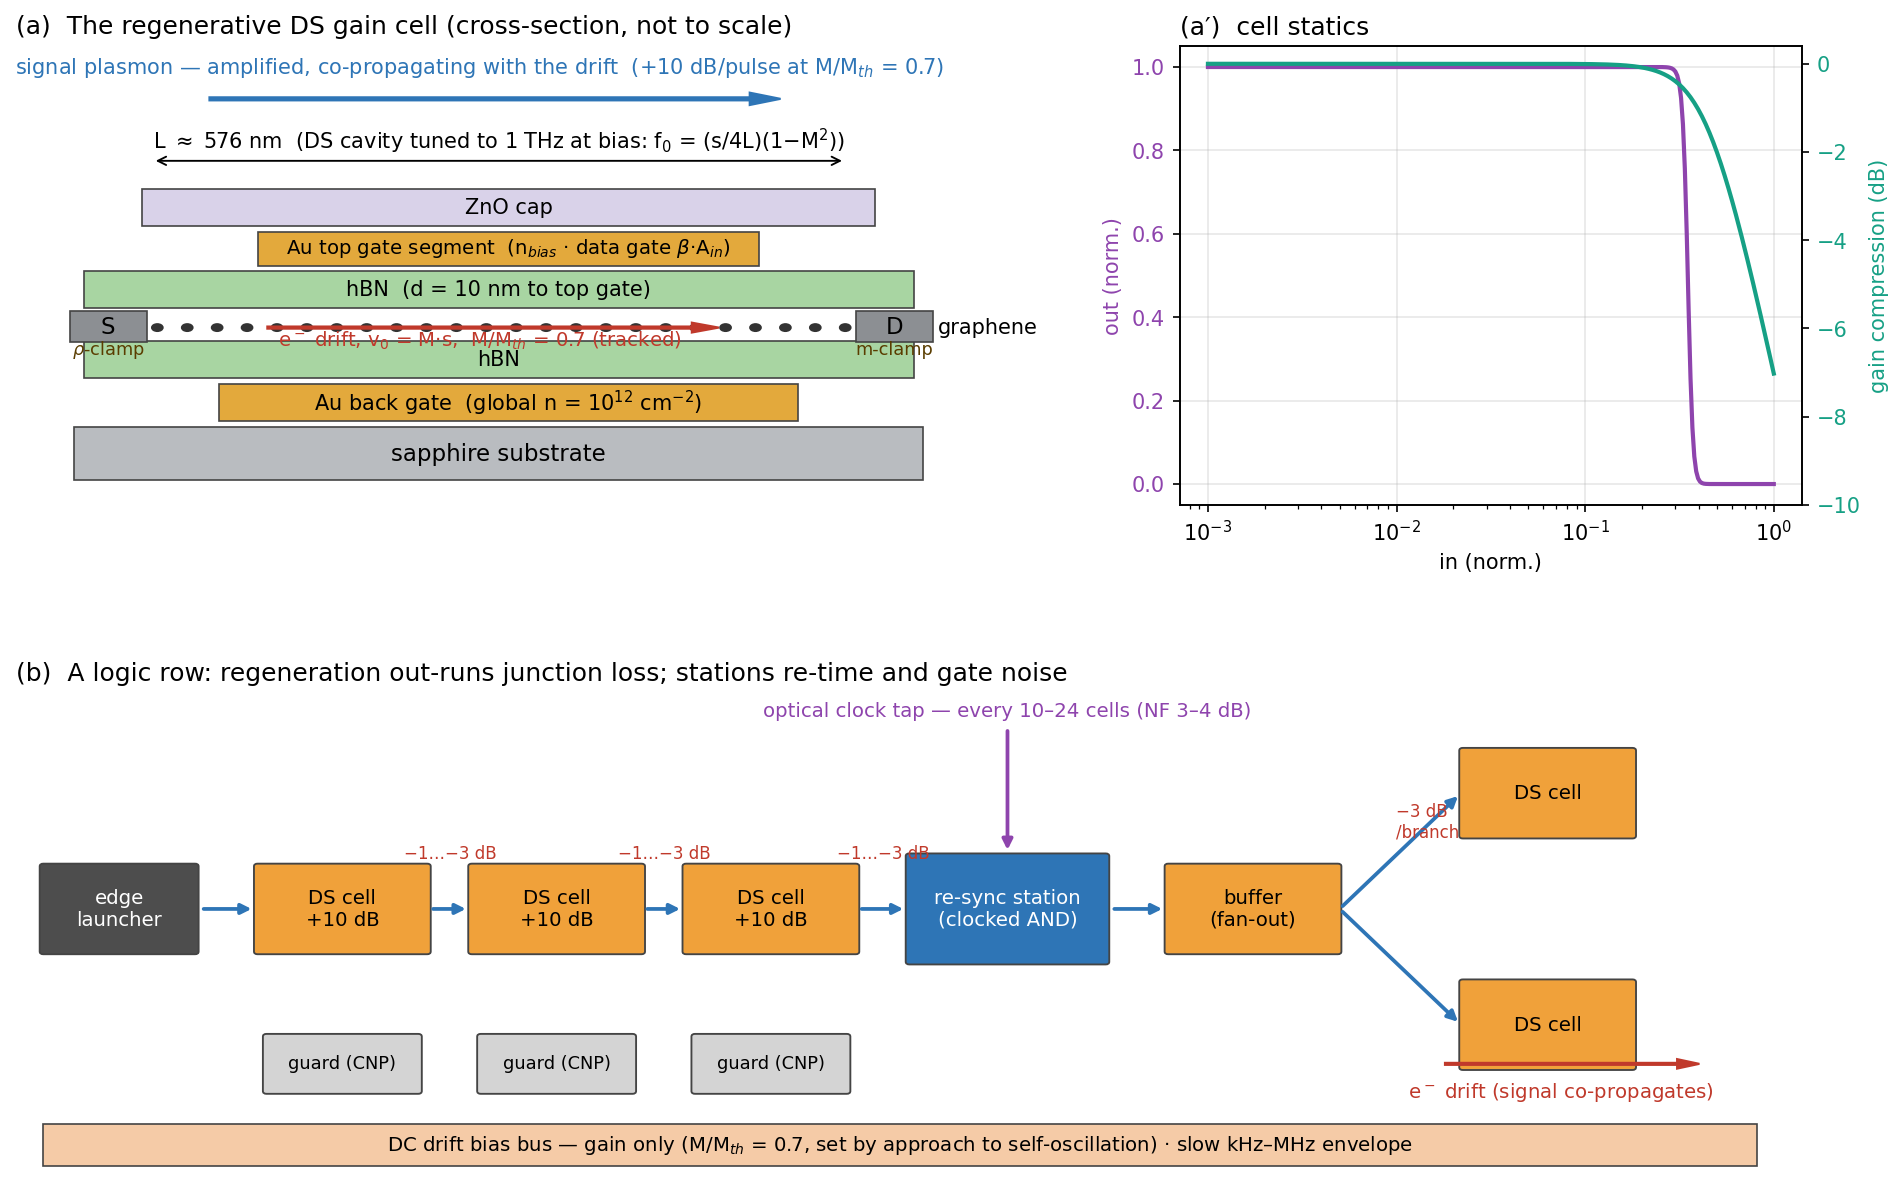 (a)  The regenerative DS gain cell (cross-section, not to scale)
signal plasmon — amplified, co-propagating with the drift  (+10 dB/pulse at M/M_th = 0.7)
L ≈ 576 nm  (DS cavity tuned to 1 THz at bias: f₀ = (s/4L)(1−M²))
ZnO cap
Au top gate segment  (n_bias · data gate β·A_in)
hBN  (d = 10 nm to top gate)
S
D
graphene
e⁻ drift, v₀ = M·s,  M/M_th = 0.7 (tracked)
ρ-clamp
m-clamp
hBN
Au back gate  (global n = 10¹² cm⁻²)
sapphire substrate
(a′)  cell statics
out (norm.)
1.0
0.8
0.6
0.4
0.2
0.0
gain compression (dB)
0
−2
−4
−6
−8
−10
10⁻³
10⁻²
10⁻¹
10⁰
in (norm.)
(b)  A logic row: regeneration out-runs junction loss; stations re-time and gate noise
optical clock tap — every 10–24 cells (NF 3–4 dB)
edge
launcher
DS cell
+10 dB
−1…−3 dB
DS cell
+10 dB
−1…−3 dB
DS cell
+10 dB
−1…−3 dB
re-sync station
(clocked AND)
buffer
(fan-out)
−3 dB
/branch
DS cell
DS cell
guard (CNP)
guard (CNP)
guard (CNP)
e⁻ drift (signal co-propagates)
DC drift bias bus — gain only (M/M_th = 0.7, set by approach to self-oscillation) · slow kHz–MHz envelope